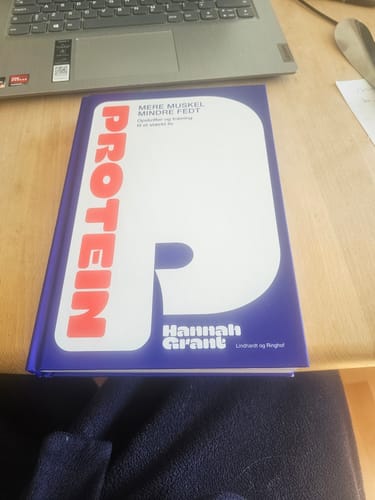 PROTEIN
MERE MUSKEL
MINDRE FEDT
Opskrifter og træning
til et stærkt liv
Hannah
Grant
Lindhardt og Ringhof